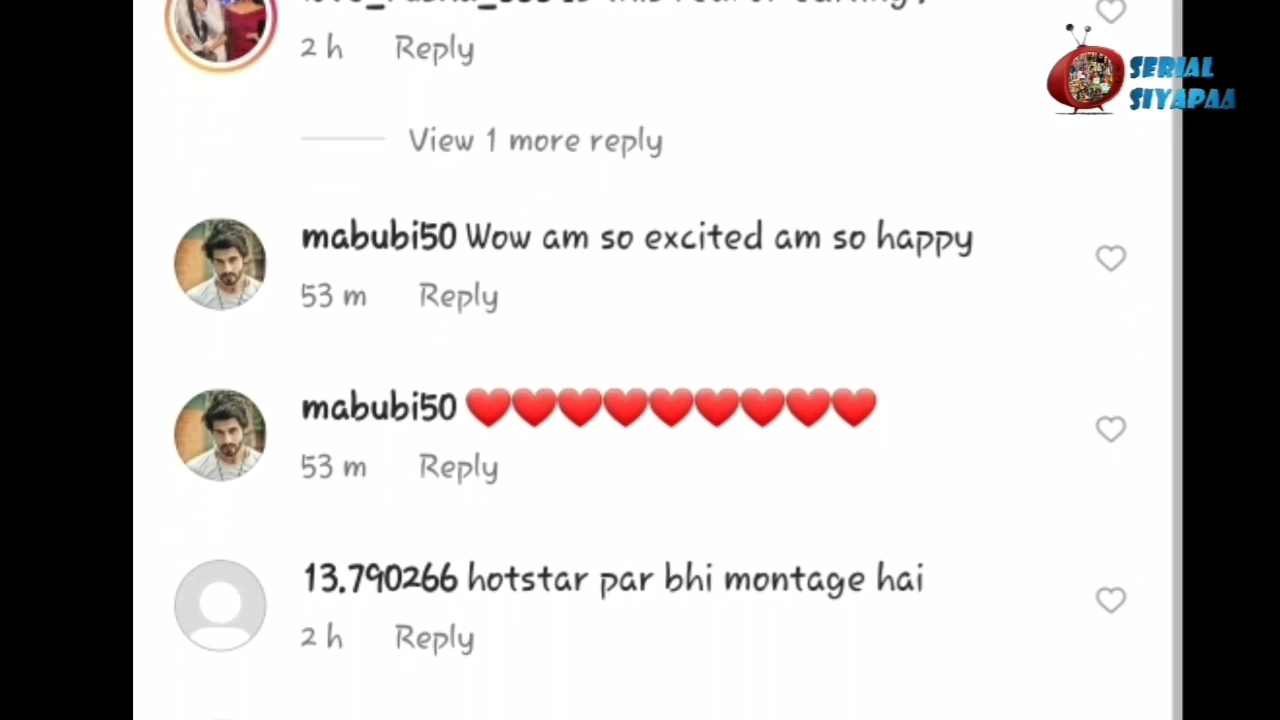 2 h Reply
View 1 more reply
SERIAL
SIYAPAA
mabubi50 Wow am so excited am so happy
53 m Reply
mabubi50 ❤️❤️❤️❤️❤️❤️❤️❤️❤️
53 m Reply
13.790266 hotstar par bhi montage hai
2 h Reply